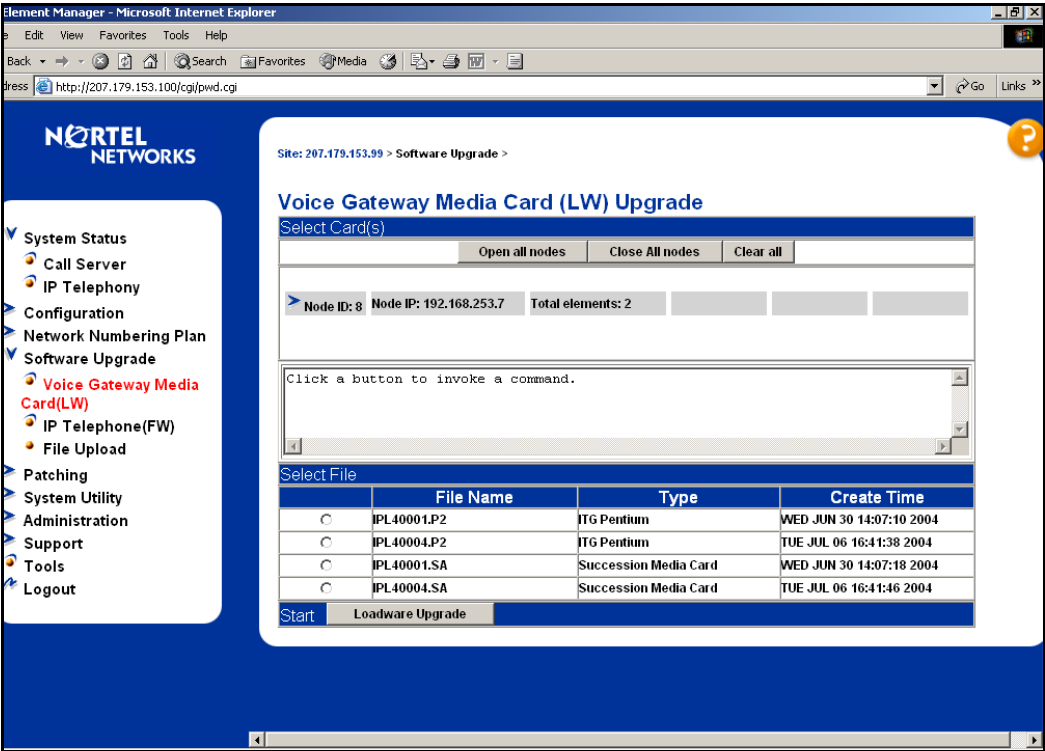 Element Manager - Microsoft Internet Explorer
Edit View Favorites Tools Help
Back Search Favorites Media
http://207.179.153.100/cgi/pwd.cgi Go Links »
NORTEL
NETWORKS
?
Site: 207.179.153.99 > Software Upgrade >
System Status
Call Server
IP Telephony
Configuration
Network Numbering Plan
Software Upgrade
Voice Gateway Media
Card(LW)
IP Telephone(FW)
File Upload
Patching
System Utility
Administration
Support
Tools
Logout
Voice Gateway Media Card (LW) Upgrade
Select Card(s)
Open all nodes Close All nodes Clear all
Node ID: 8 Node IP: 192.168.253.7 Total elements: 2
Click a button to invoke a command.
Select File
File Name Type Create Time
IPL40001.P2 ITG Pentium WED JUN 30 14:07:10 2004
IPL40004.P2 ITG Pentium TUE JUL 06 16:41:38 2004
IPL40001.SA Succession Media Card WED JUN 30 14:07:18 2004
IPL40004.SA Succession Media Card TUE JUL 06 16:41:46 2004
Start Loadware Upgrade